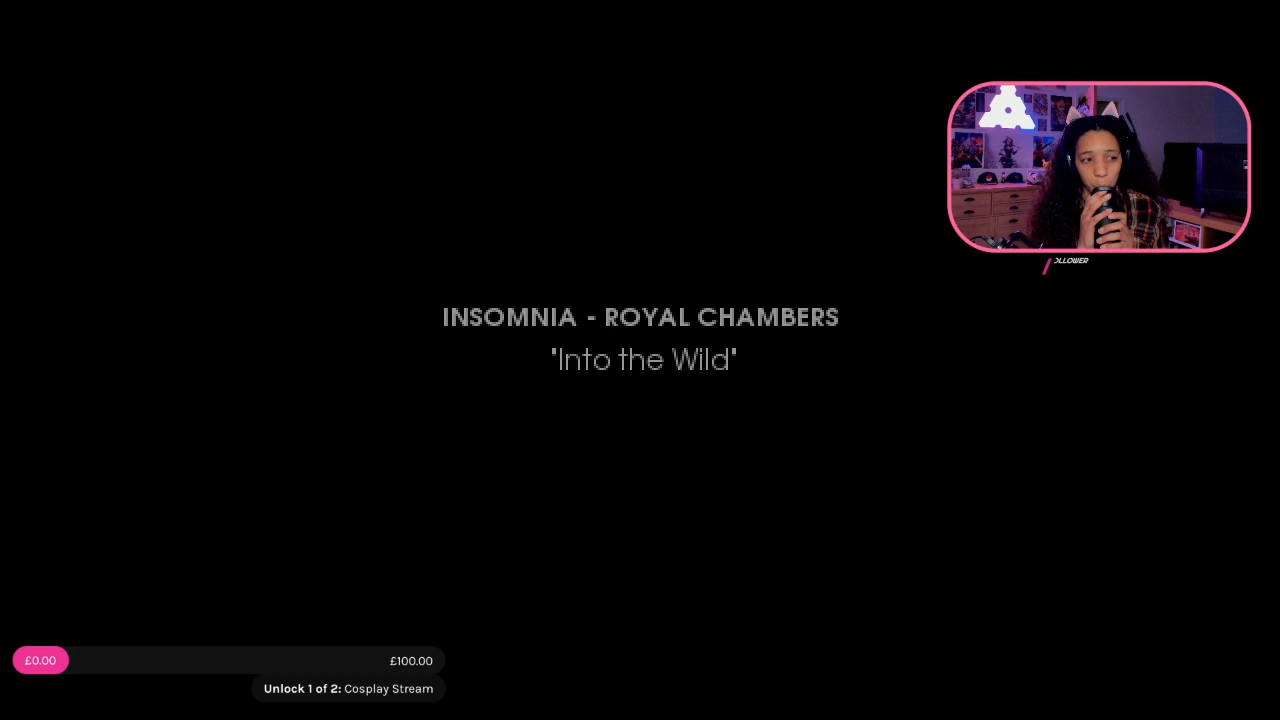 INSOMNIA - ROYAL CHAMBERS
"Into the Wild"
£0.00
£100.00
Unlock 1 of 2: Cosplay Stream